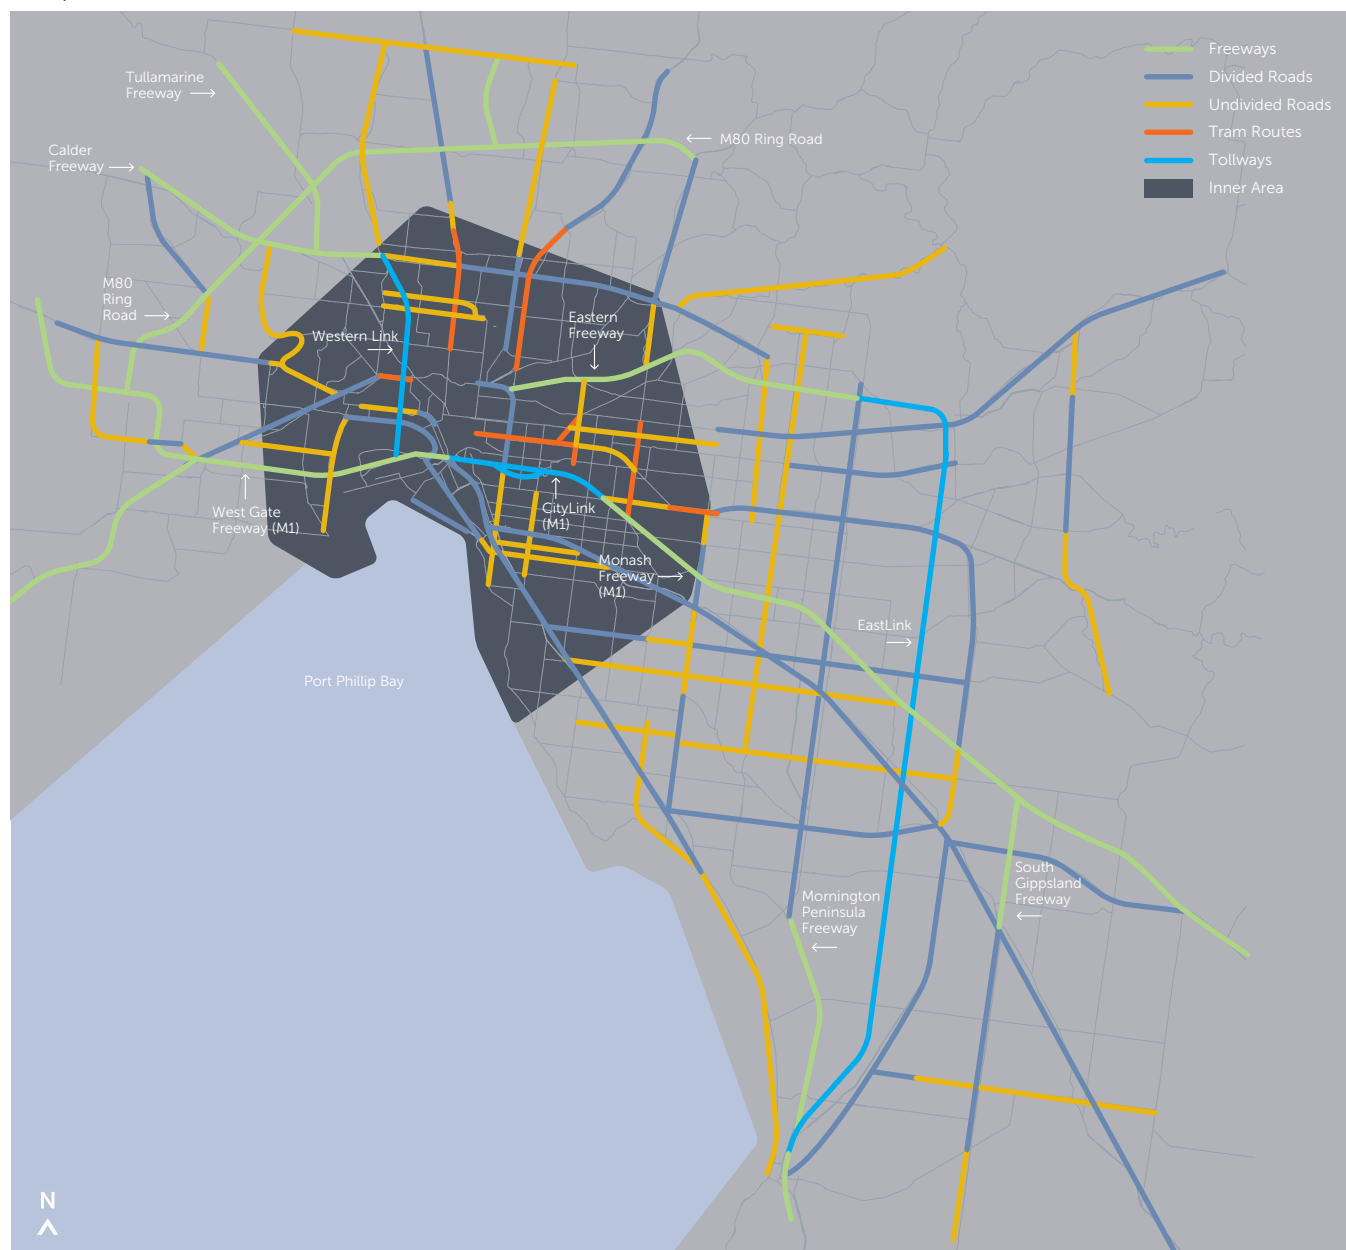 Tullamarine
Freeway
Calder
Freeway
M80 Ring Road
Freeways
Divided Roads
Undivided Roads
Tram Routes
Tollways
Inner Area
M80
Ring
Road
Western Link
Eastern
Freeway
West Gate
Freeway (M1)
CityLink
(M1)
Monash
Freeway
(M1)
EastLink
Port Phillip Bay
South
Gippsland
Freeway
Mornington
Peninsula
Freeway
N